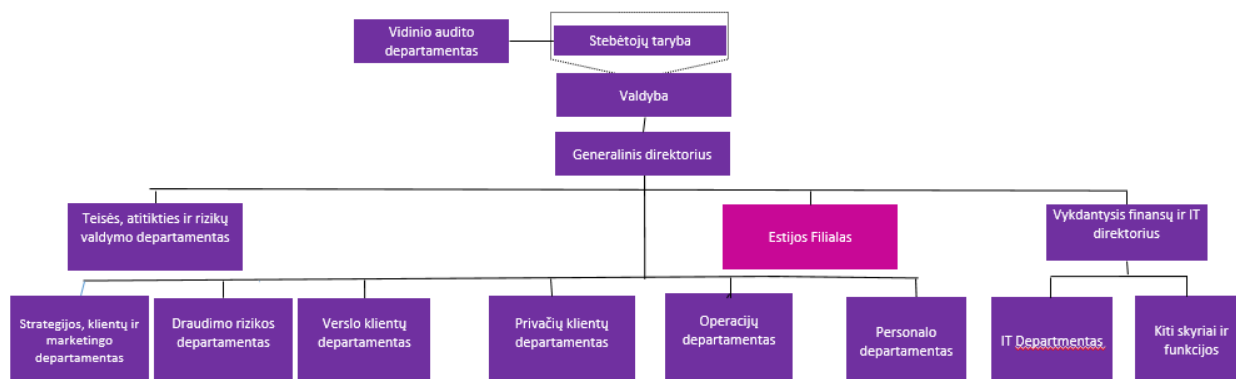 Vidinio audito
departamentas
Stebėtojų taryba
Valdyba
Generalinis direktorius
Teisės, atitikties ir rizikų
valdymo departamentas
Estijos Filialas
Vykdantysis finansų ir IT
direktorius
Strategijos, klientų ir
marketingo
departamentas
Draudimo rizikos
departamentas
Verslo klientų
departamentas
Privačių klientų
departamentas
Operacijų
departamentas
Personalo
departamentas
IT Departmentas
Kiti skyriai ir
funkcijos